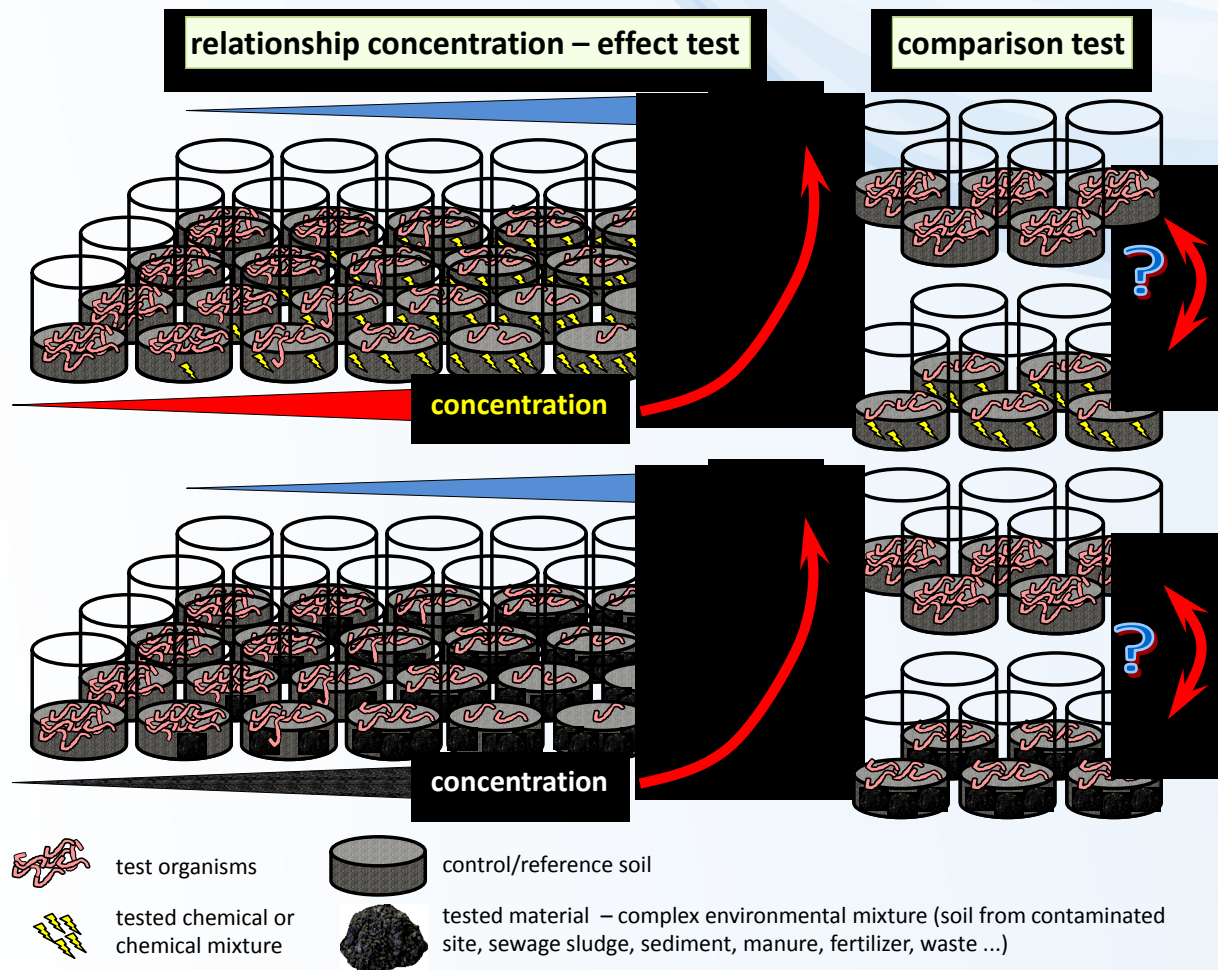 relationship concentration – effect test
comparison test
?
concentration
?
concentration
test organisms
control/reference soil
tested chemical or
chemical mixture
tested material – complex environmental mixture (soil from contaminated
site, sewage sludge, sediment, manure, fertilizer, waste ...)